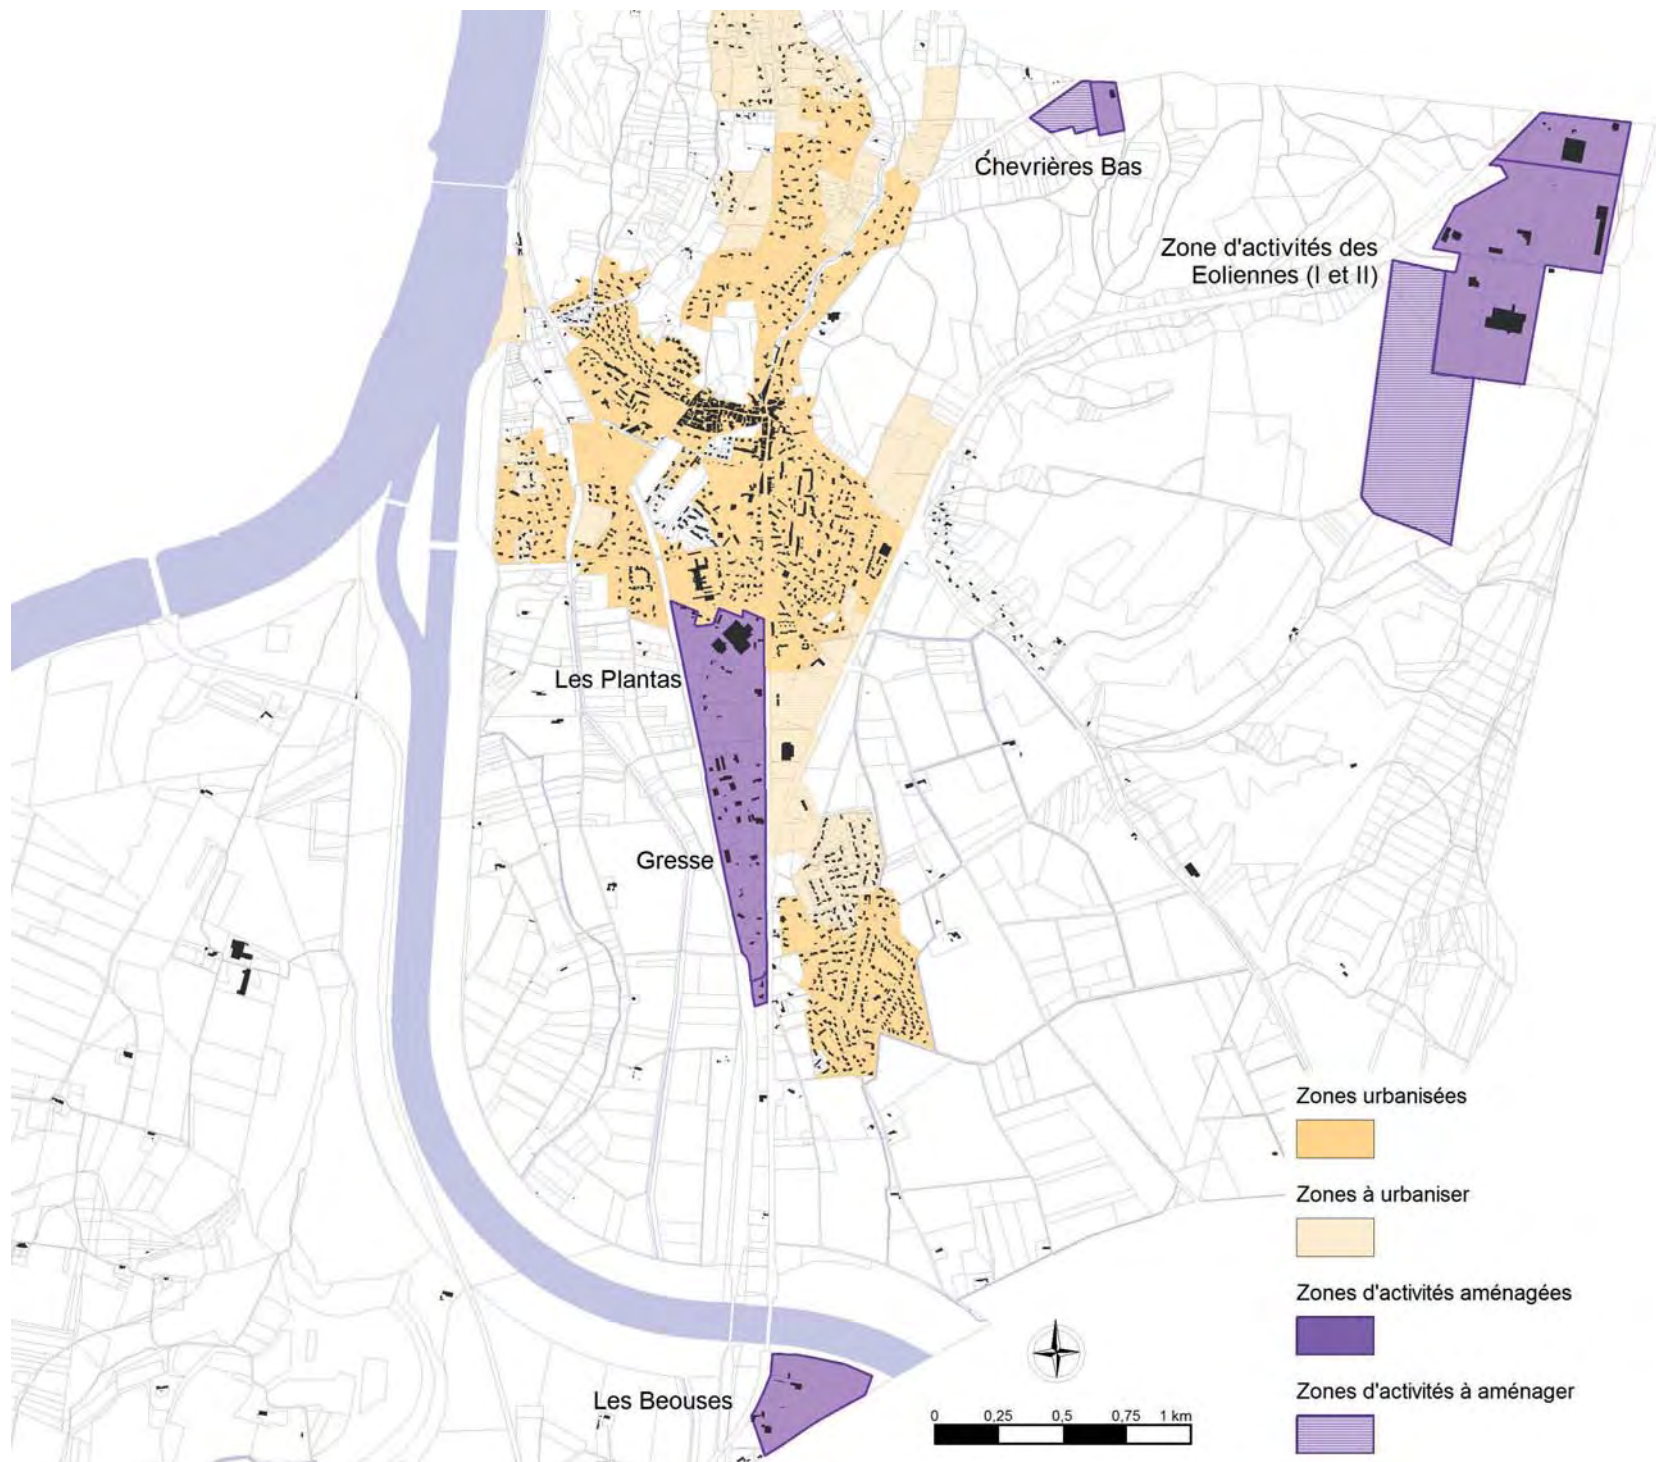 Chevrières Bas
Zone d'activités des
Eoliennes (I et II)
Les Plantas
Gresse
Les Beouses
Zones urbanisées
Zones à urbaniser
Zones d'activités aménagées
Zones d'activités à aménager
0 0,25 0,5 0,75 1 km